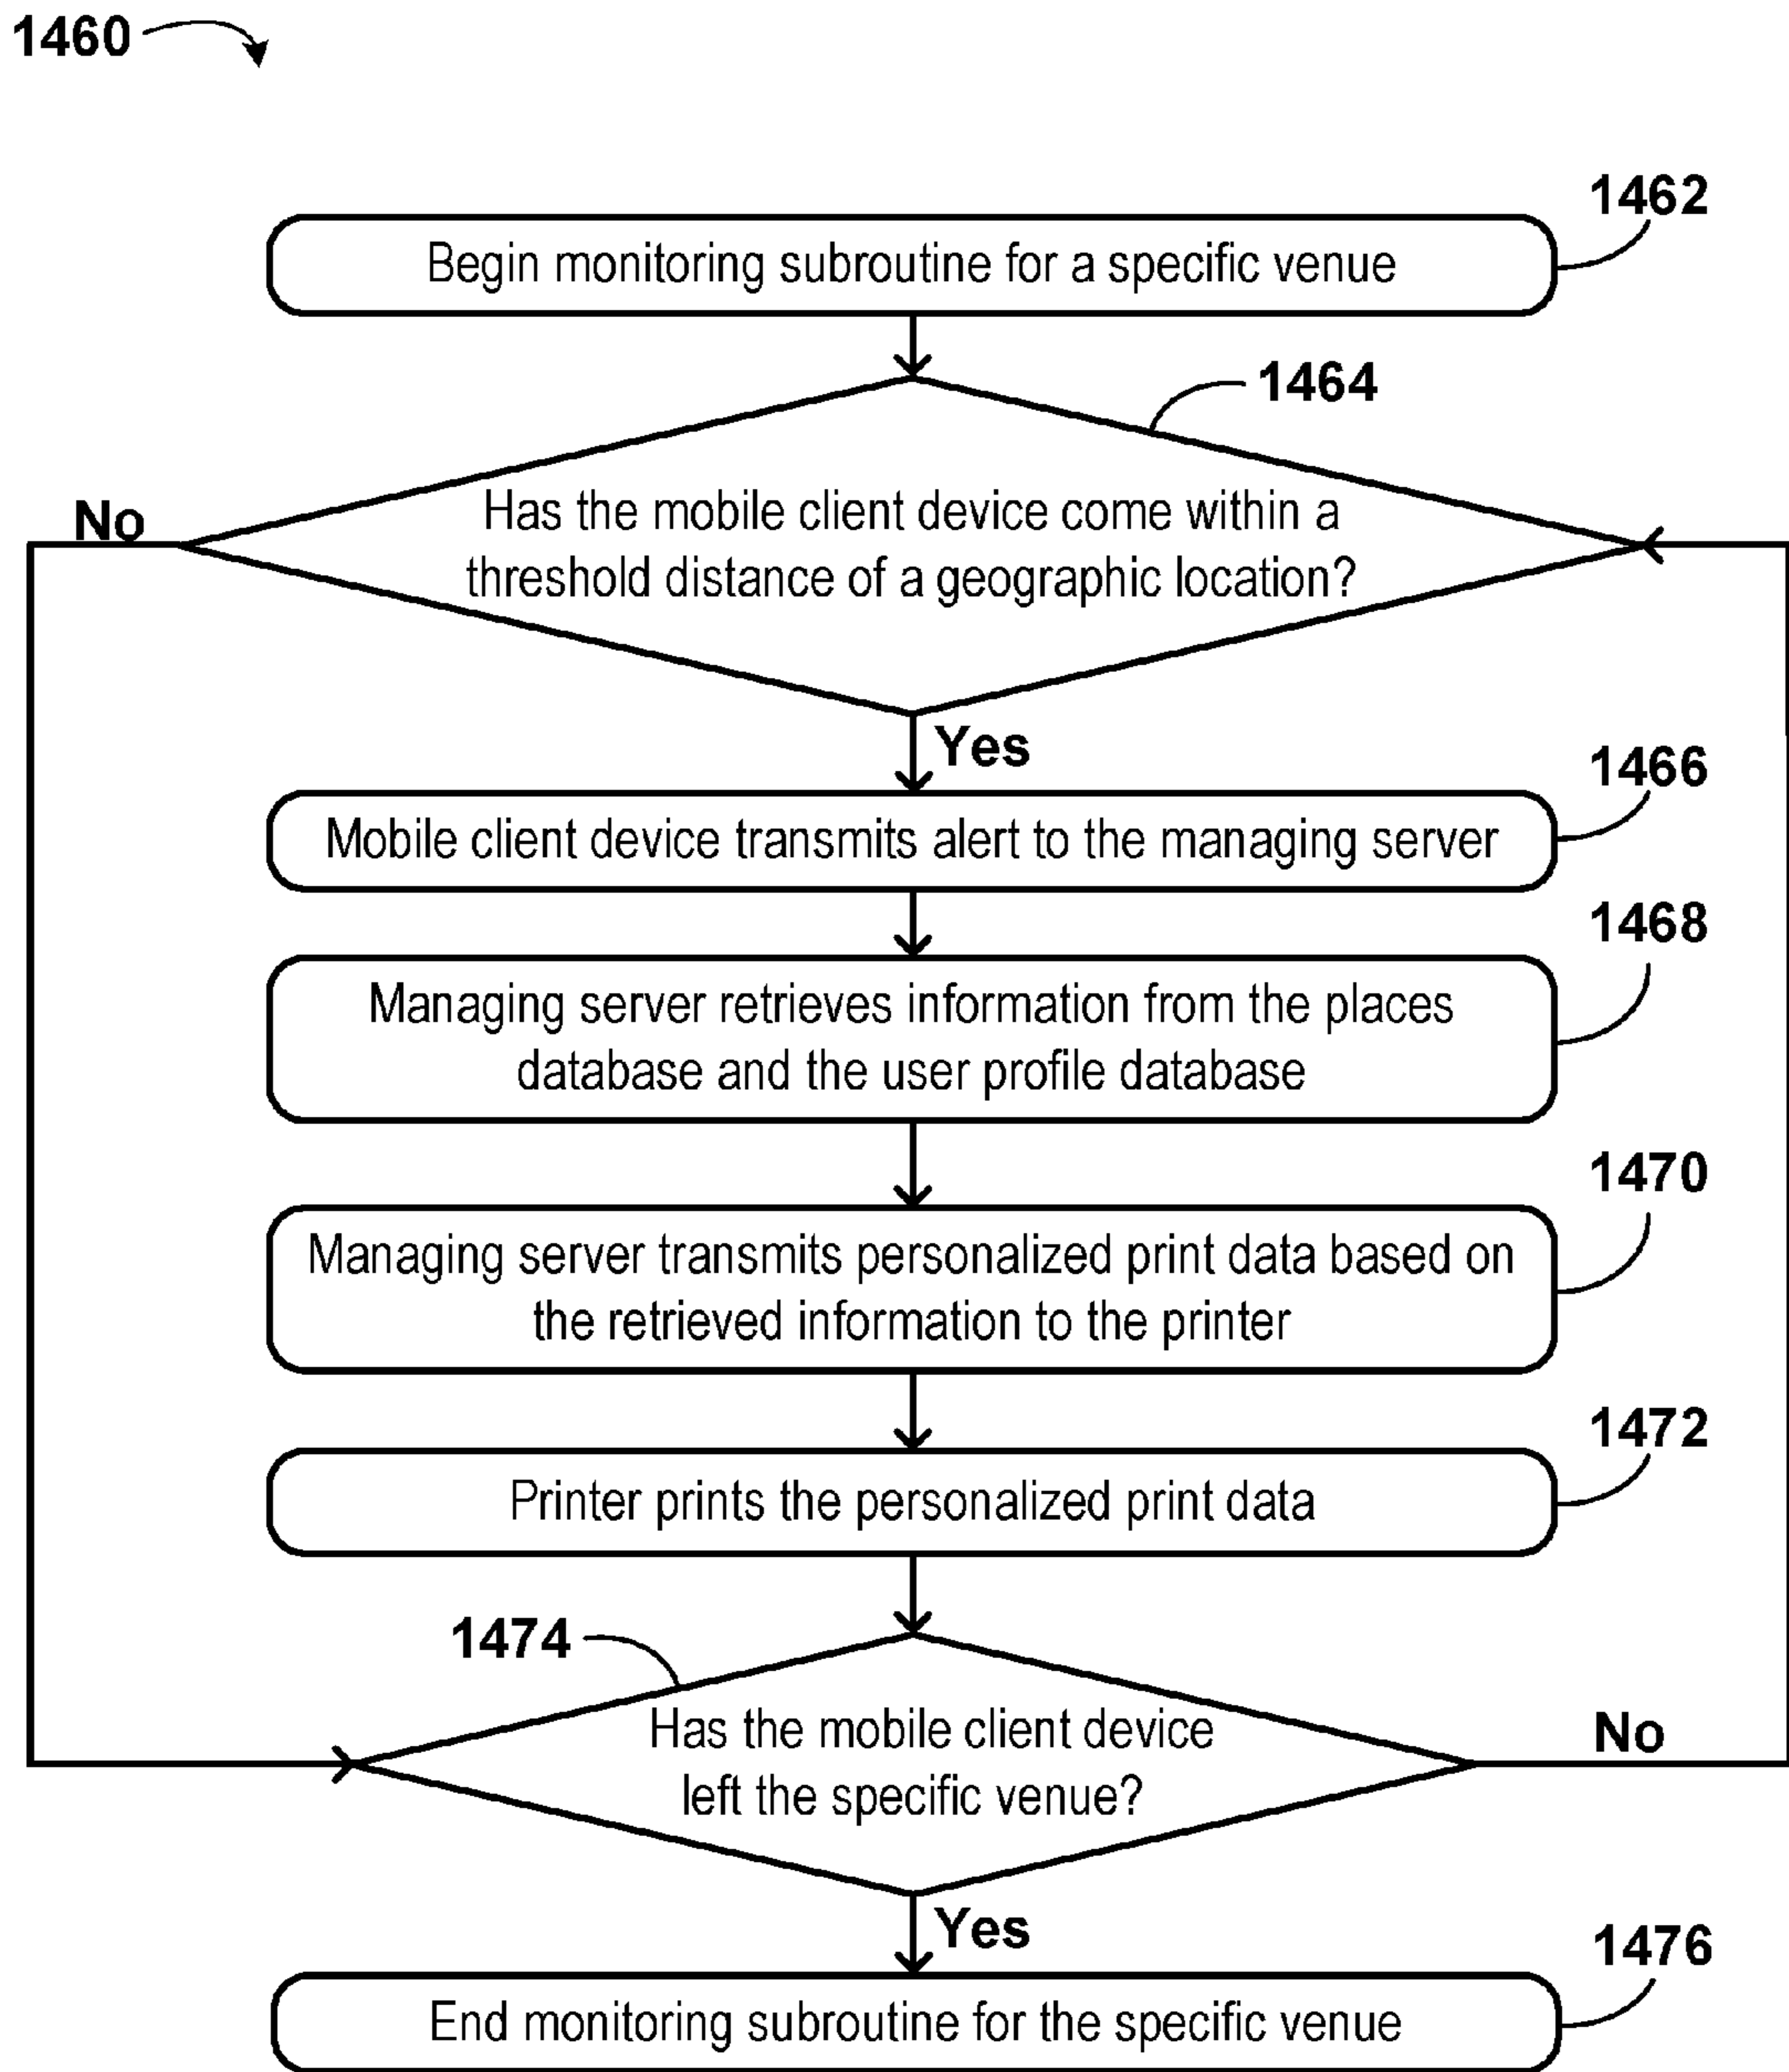 1460
1462
Begin monitoring subroutine for a specific venue
1464
No
Has the mobile client device come within a
threshold distance of a geographic location?
Yes
1466
Mobile client device transmits alert to the managing server
1468
Managing server retrieves information from the places
database and the user profile database
1470
Managing server transmits personalized print data based on
the retrieved information to the printer
1472
Printer prints the personalized print data
1474
Has the mobile client device
left the specific venue?
No
Yes
1476
End monitoring subroutine for the specific venue